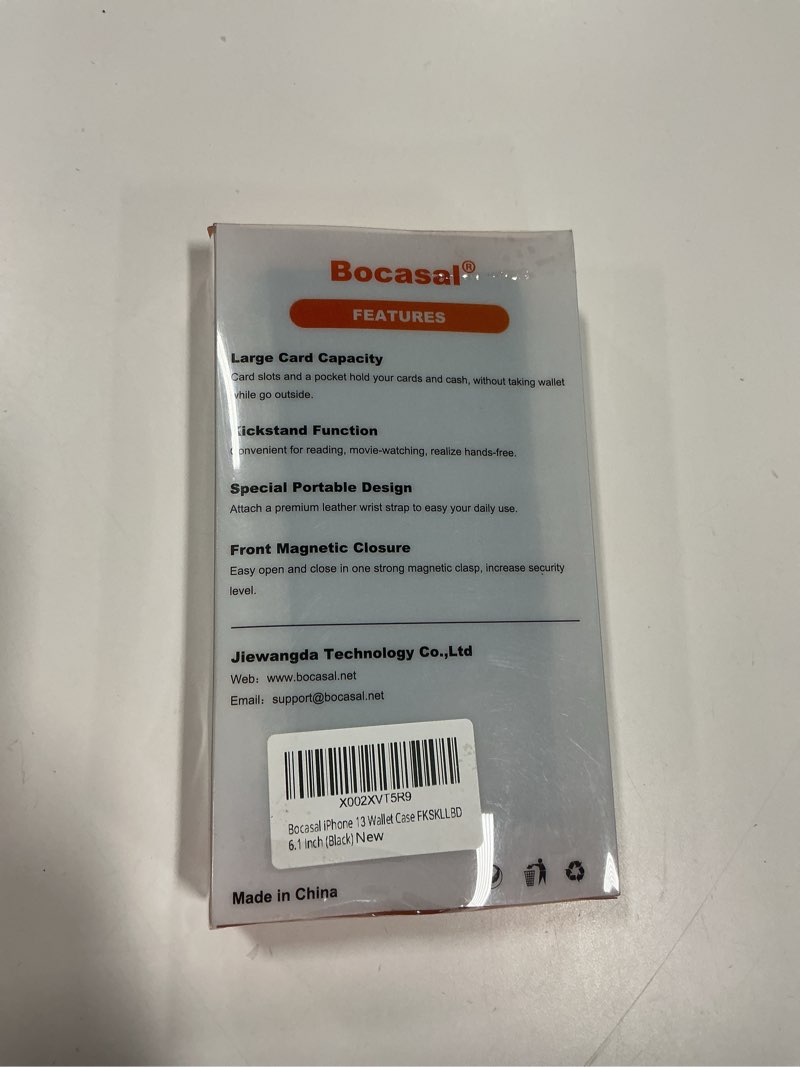 Bocasal®
FEATURES
Large Card Capacity
Card slots and a pocket hold your cards and cash, without taking wallet
while go outside.
Kickstand Function
Convenient for reading, movie-watching, realize hands-free.
Special Portable Design
Attach a premium leather wrist strap to easy your daily use.
Front Magnetic Closure
Easy open and close in one strong magnetic clasp, increase security
level.
Jiewangda Technology Co.,Ltd
Web: www.bocasal.net
Email: support@bocasal.net
X002XVT5R9
Bocasal iPhone 13 Wallet Case FKSKLLBD
6.1 Inch (Black) New
Made in China